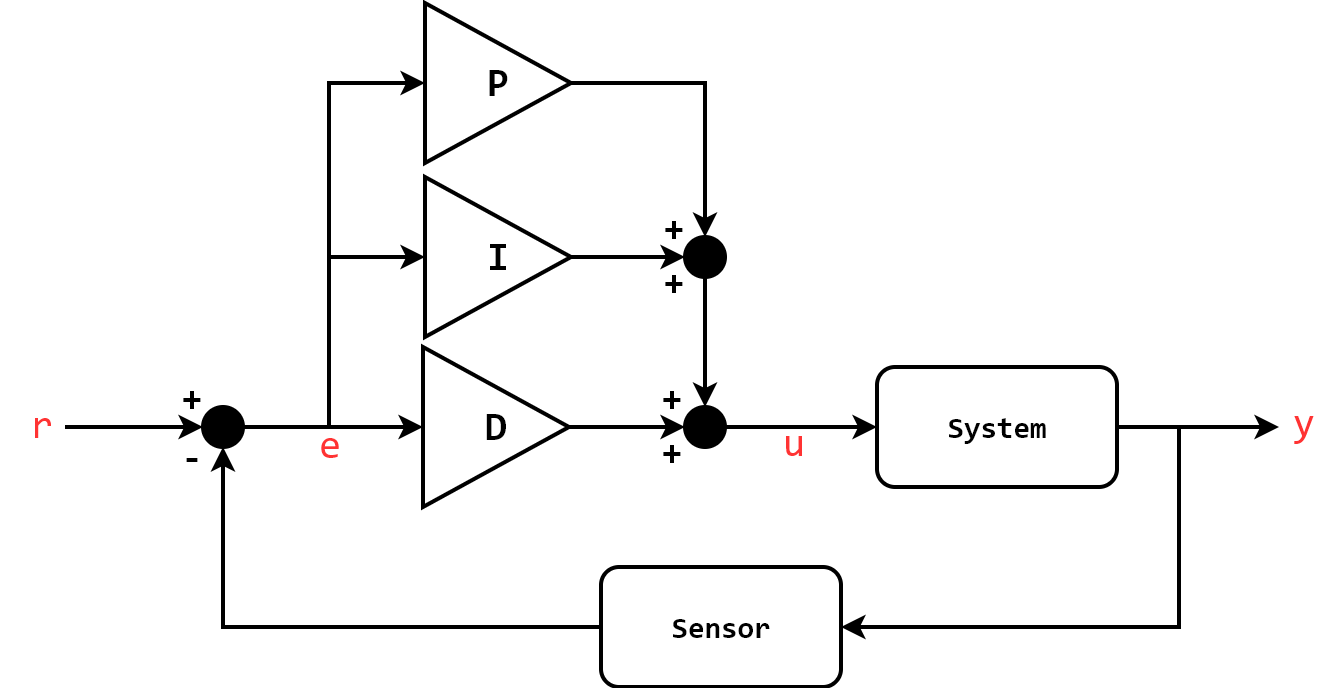 P
I
+
+
D
+
-
r
e
+
+
u
System
y
Sensor